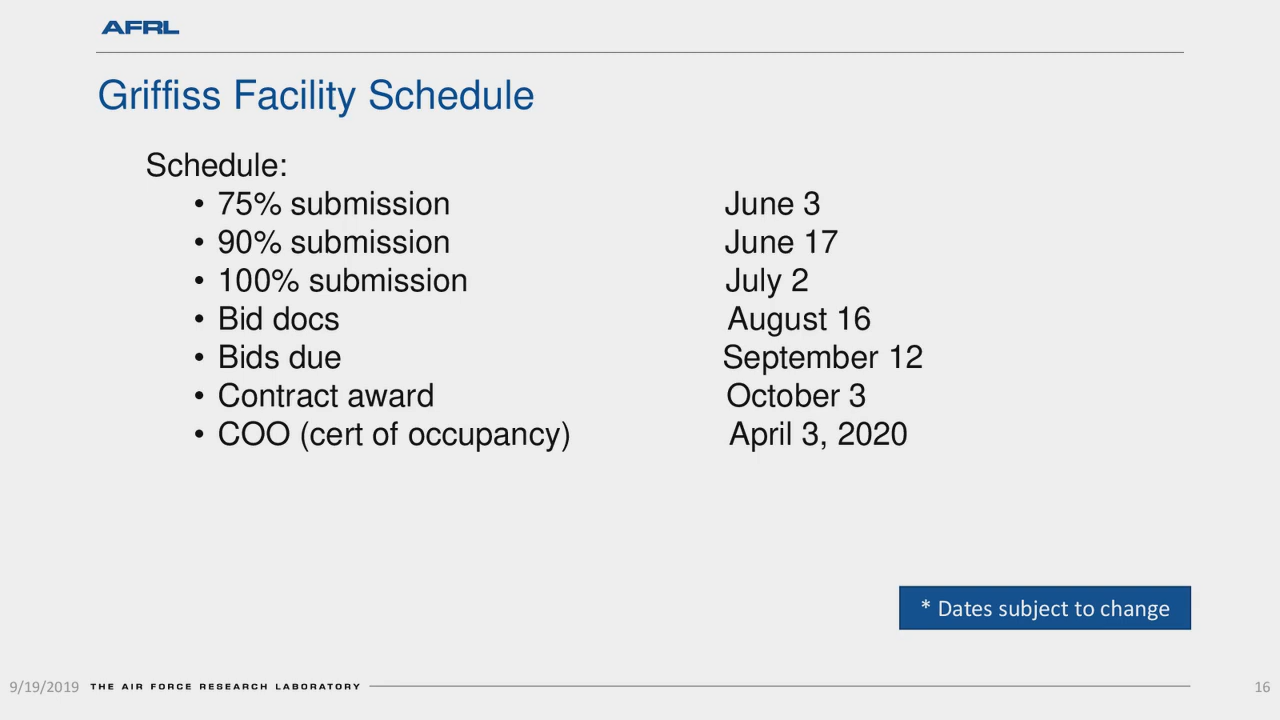 AFRL
Griffiss Facility Schedule
Schedule:
• 75% submission June 3
• 90% submission June 17
• 100% submission July 2
• Bid docs August 16
• Bids due September 12
• Contract award October 3
• COO (cert of occupancy) April 3, 2020
* Dates subject to change
9/19/2019 THE AIR FORCE RESEARCH LABORATORY 16